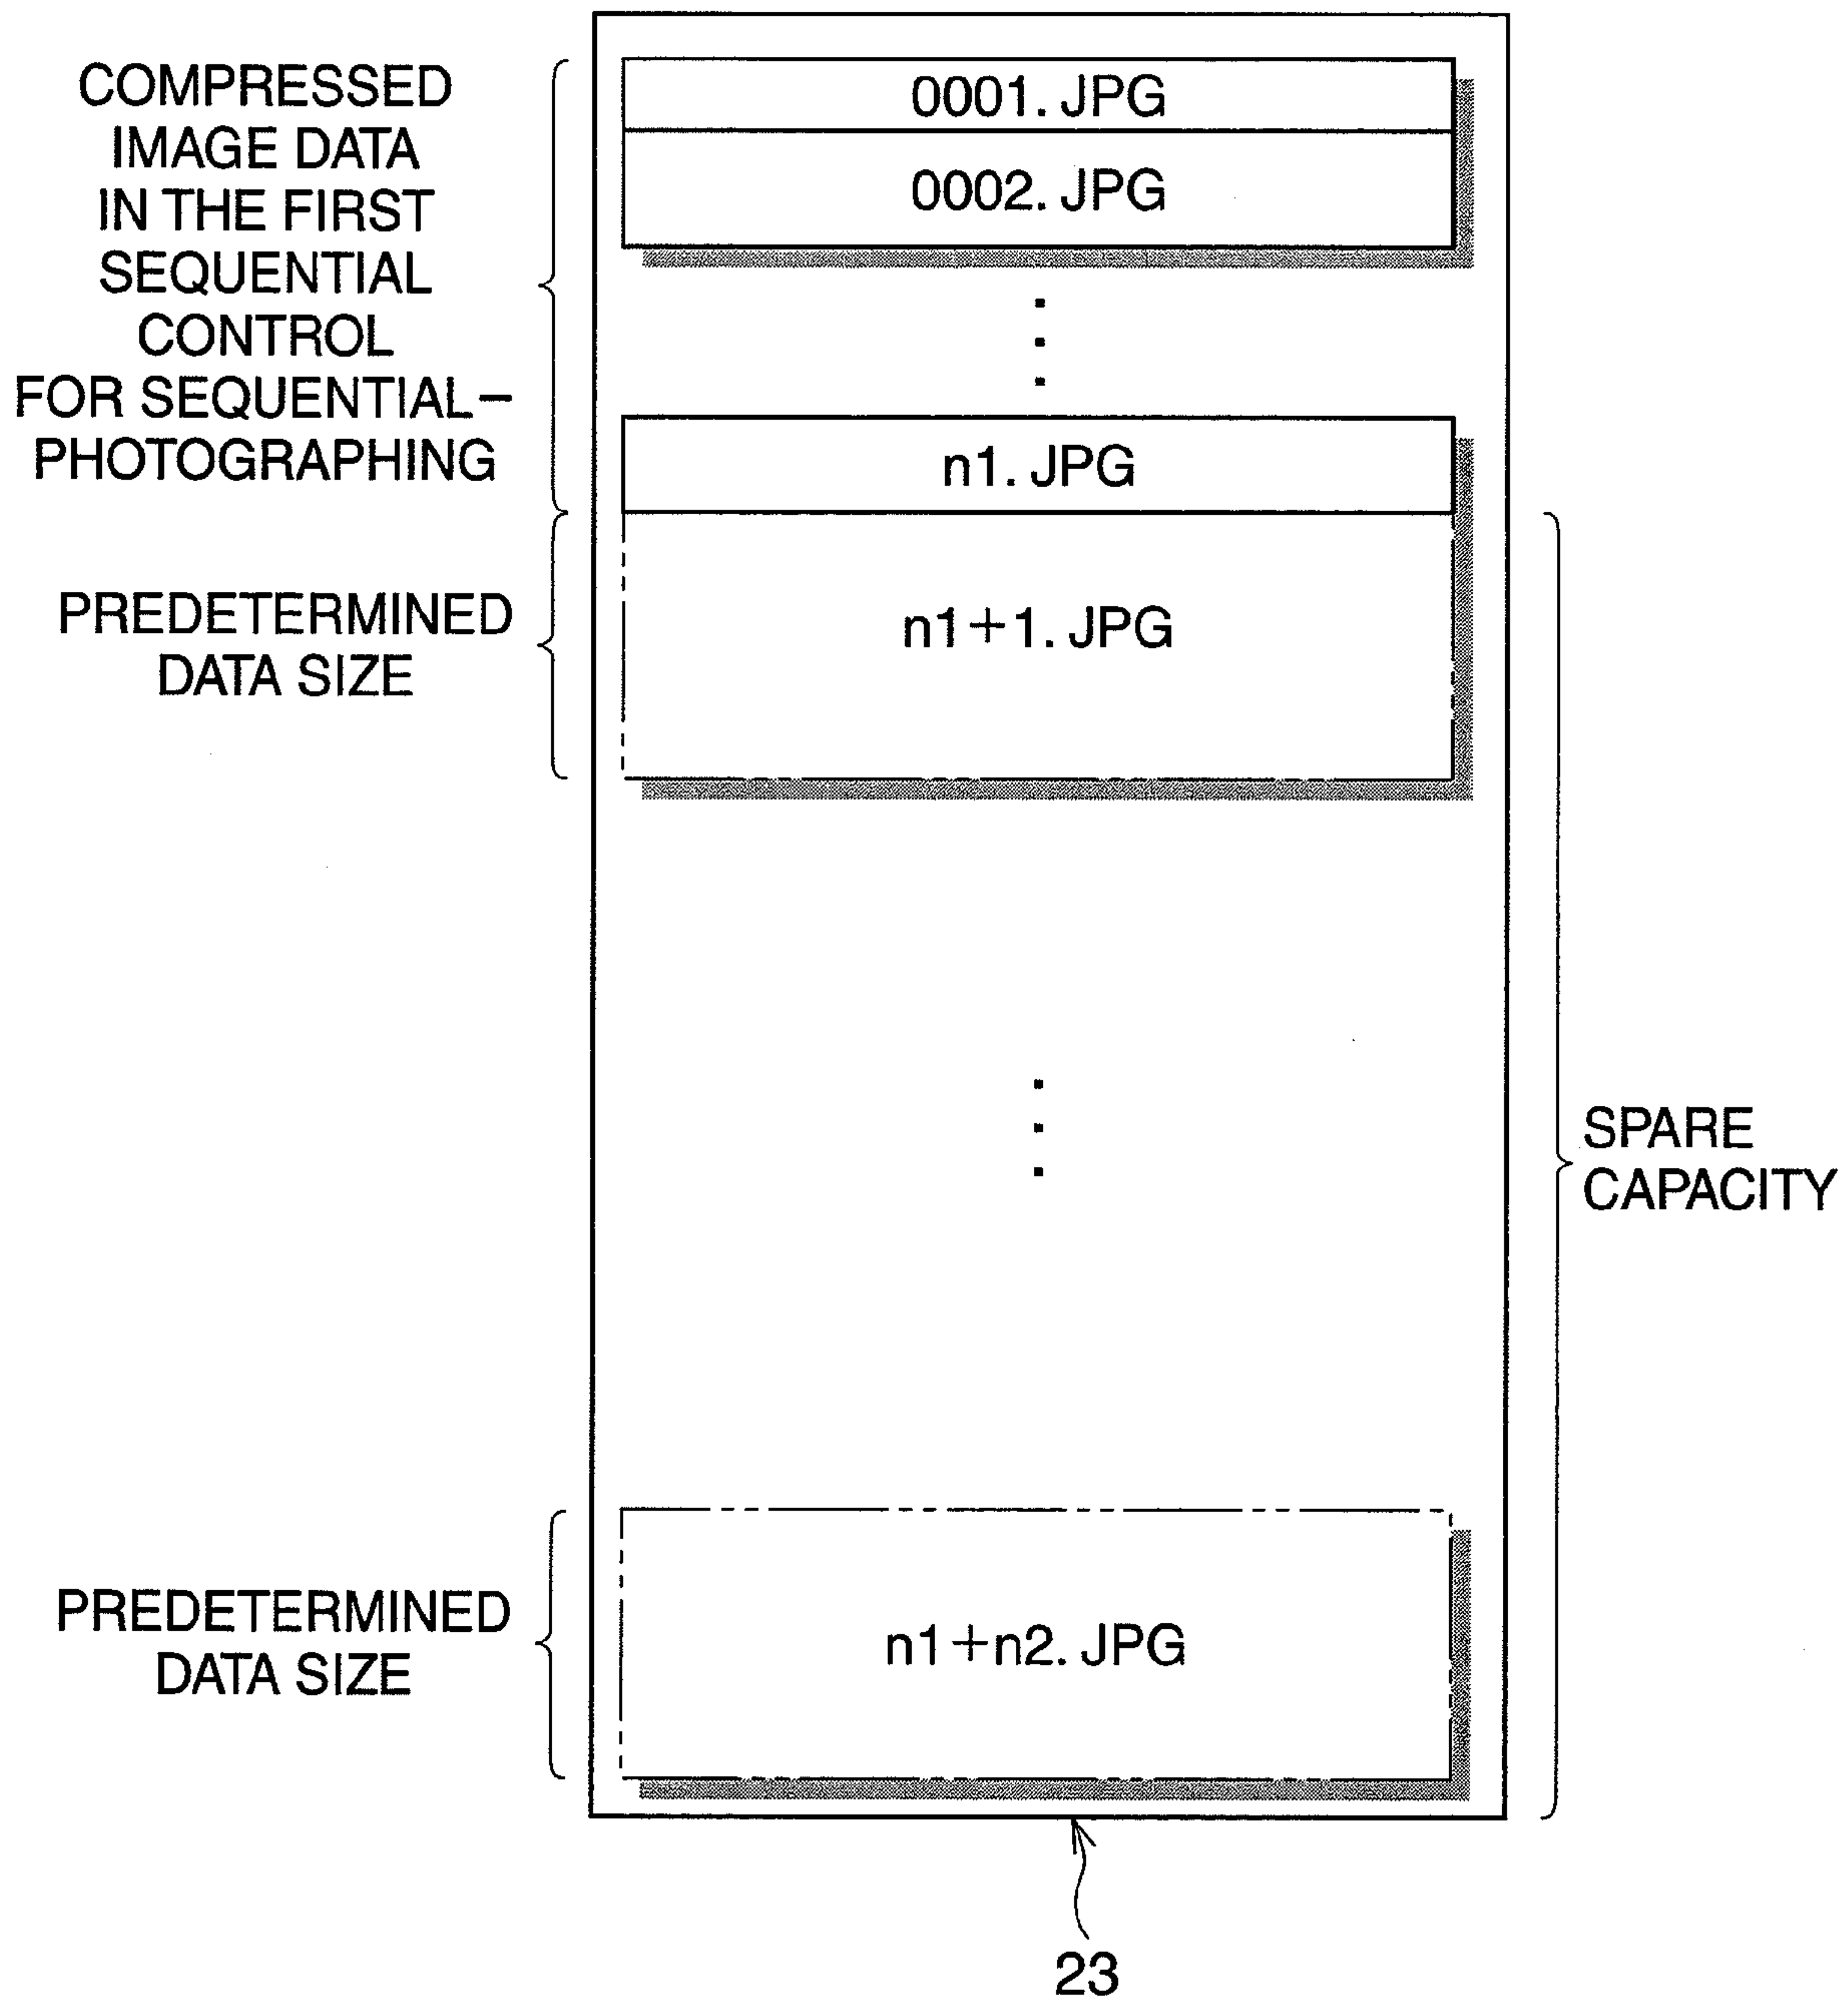 COMPRESSED
IMAGE DATA
IN THE FIRST
SEQUENTIAL
CONTROL
FOR SEQUENTIAL-
PHOTOGRAPHING
0001. JPG
0002. JPG
n1. JPG
PREDETERMINED
DATA SIZE
n1+1. JPG
SPARE
CAPACITY
PREDETERMINED
DATA SIZE
n1+n2. JPG
23